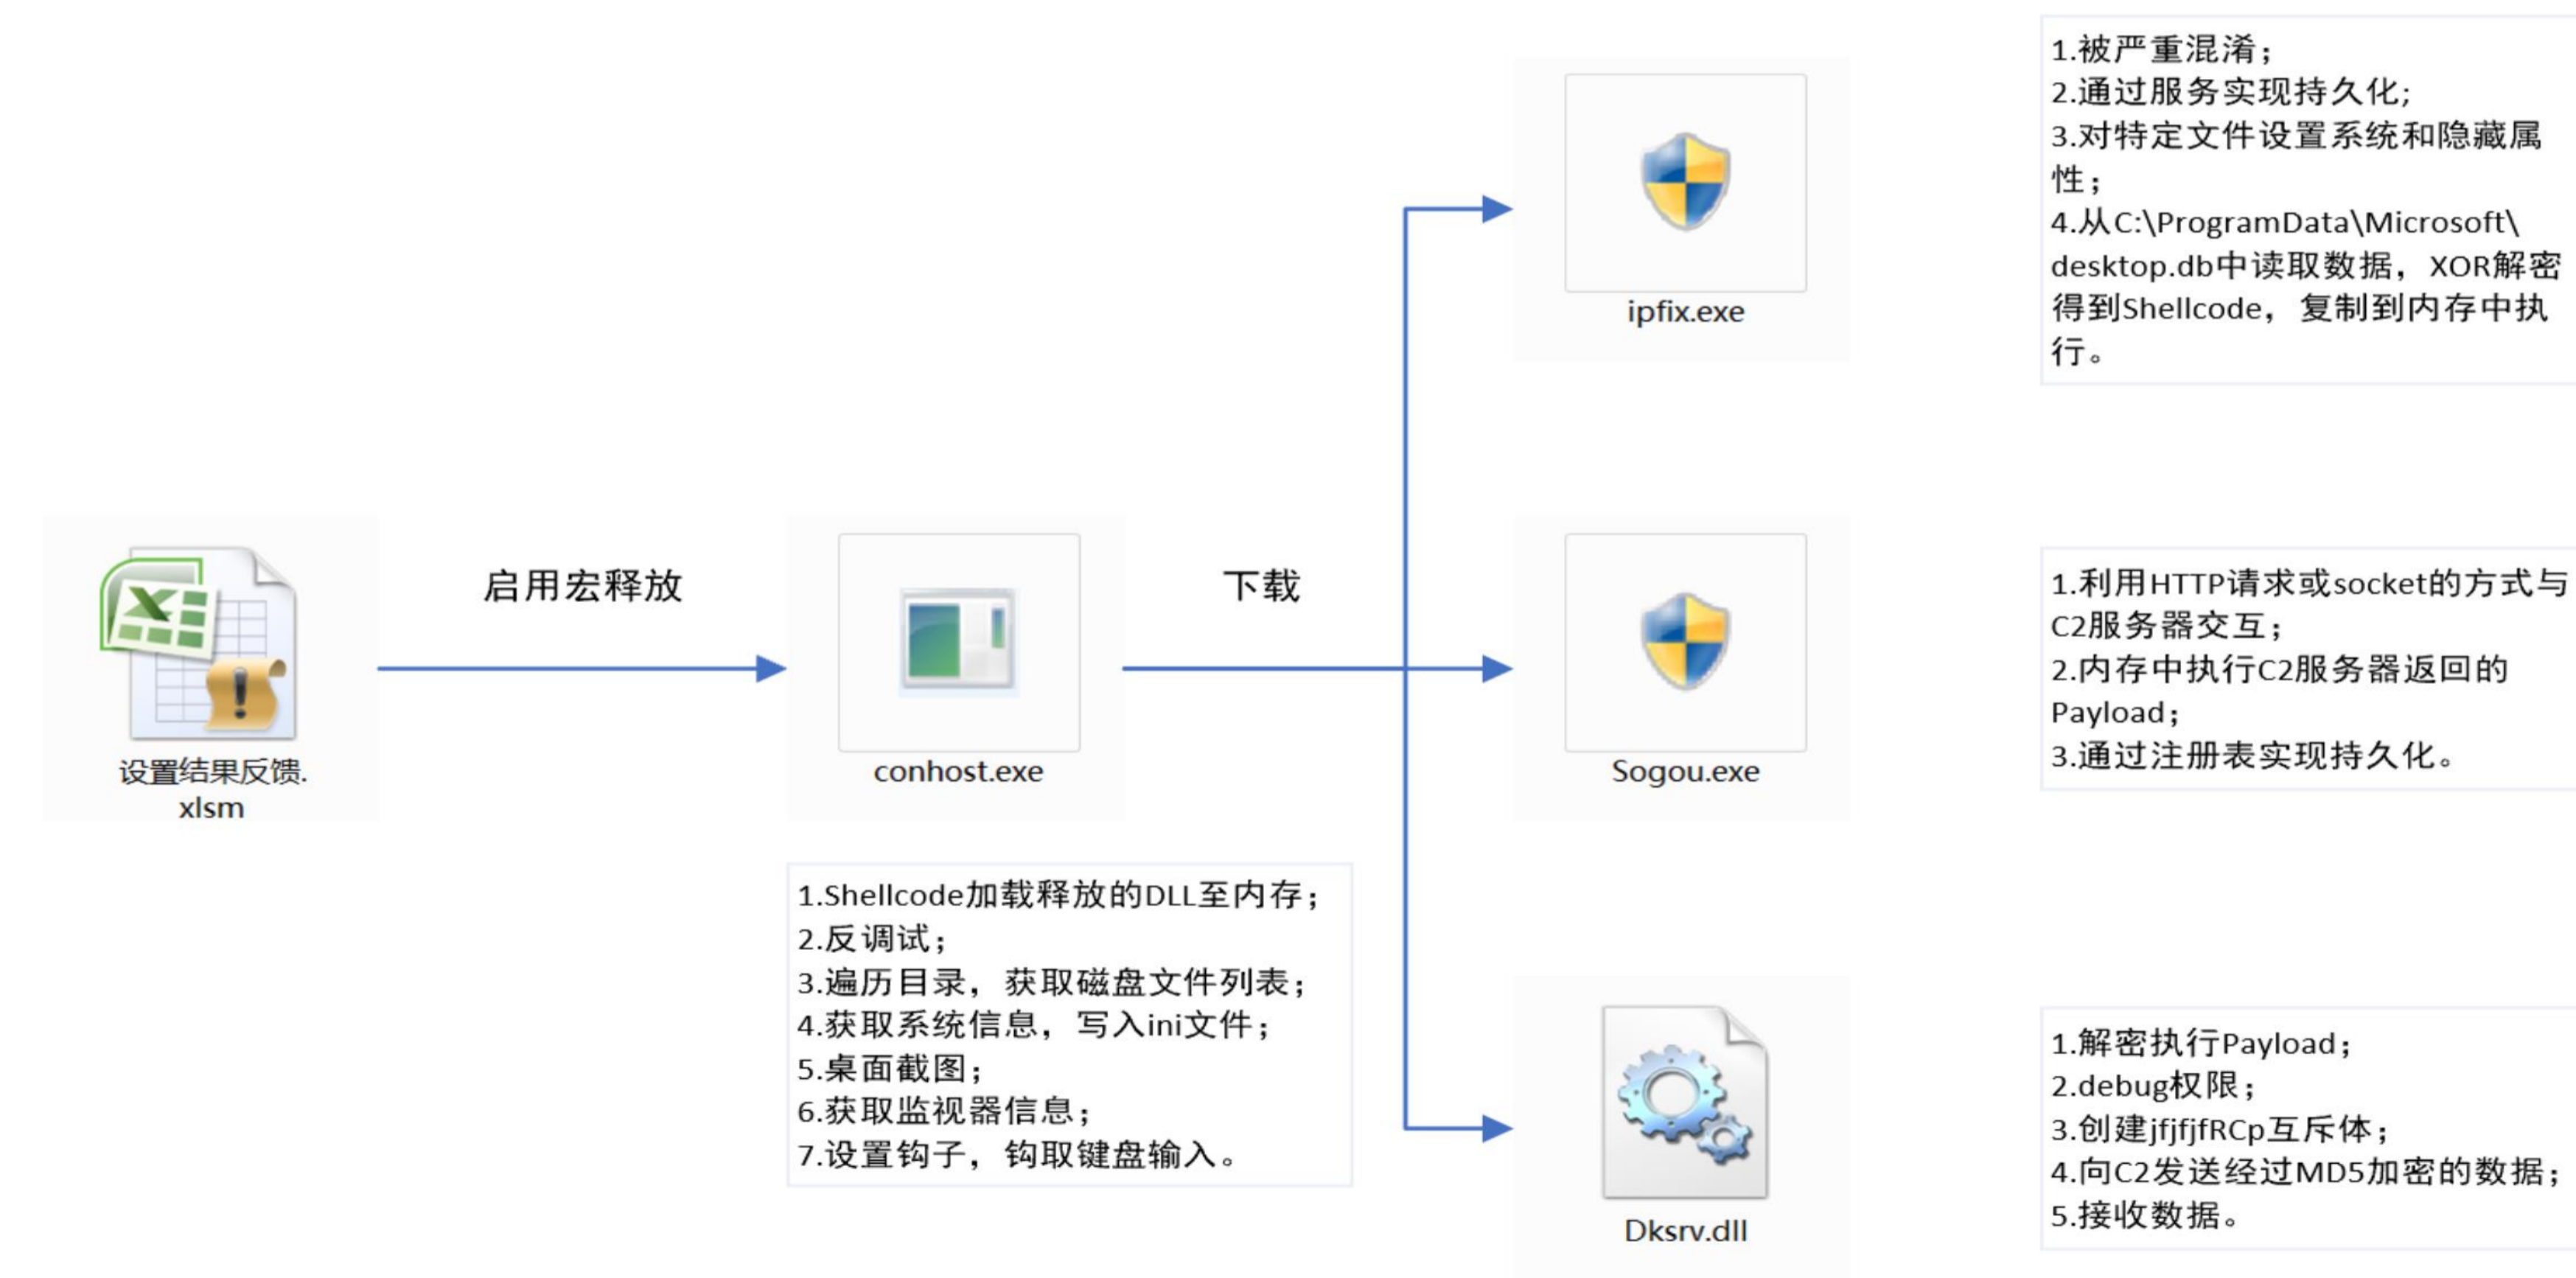 设置结果反馈.
xlsm
启用宏释放
conhost.exe
1.Shellcode加载释放的DLL至内存；
2.反调试；
3.遍历目录，获取磁盘文件列表；
4.获取系统信息，写入ini文件；
5.桌面截图；
6.获取监视器信息；
7.设置钩子，钩取键盘输入。
下载
ipfix.exe
1.被严重混淆；
2.通过服务实现持久化;
3.对特定文件设置系统和隐藏属
性；
4.从C:\ProgramData\Microsoft\
desktop.db中读取数据，XOR解密
得到Shellcode，复制到内存中执
行。
Sogou.exe
1.利用HTTP请求或socket的方式与
C2服务器交互；
2.内存中执行C2服务器返回的
Payload；
3.通过注册表实现持久化。
Dksrv.dll
1.解密执行Payload；
2.debug权限；
3.创建jfjfjfRCp互斥体；
4.向C2发送经过MD5加密的数据；
5.接收数据。